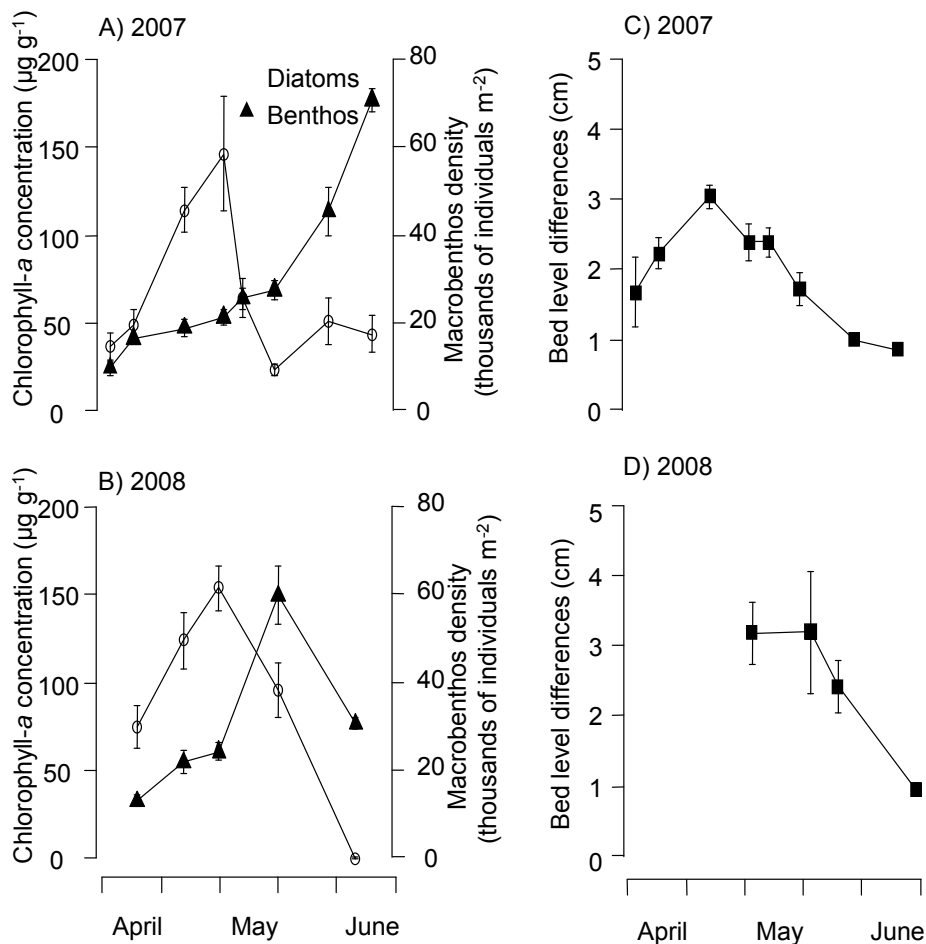 A) 2007
Chlorophyll-a concentration (µg g-1)
200
150
100
50
0
Diatoms
Benthos
80
60
40
20
0
Macrobenthos density
(thousands of individuals m-2)
C) 2007
Bed level differences (cm)
5
4
3
2
1
0
B) 2008
Chlorophyll-a concentration (µg g-1)
200
150
100
50
0
80
60
40
20
0
Macrobenthos density
(thousands of individuals m-2)
April
May
June
D) 2008
Bed level differences (cm)
5
4
3
2
1
0
April
May
June